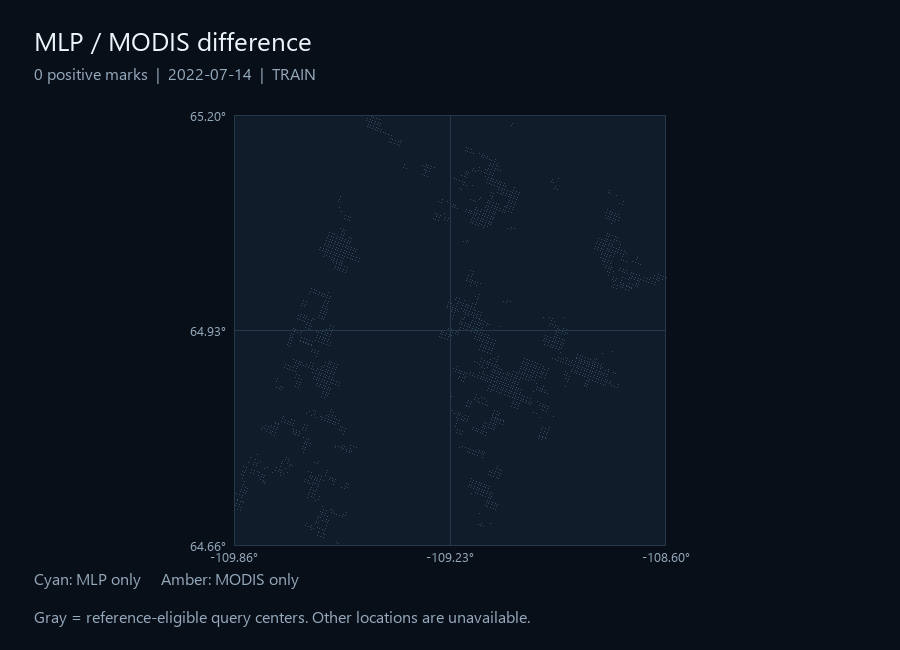 MLP / MODIS difference
0 positive marks | 2022-07-14 | TRAIN
65.20°
64.93°
64.66°
-109.86° -109.23° -108.60°
Cyan: MLP only Amber: MODIS only
Gray = reference-eligible query centers. Other locations are unavailable.